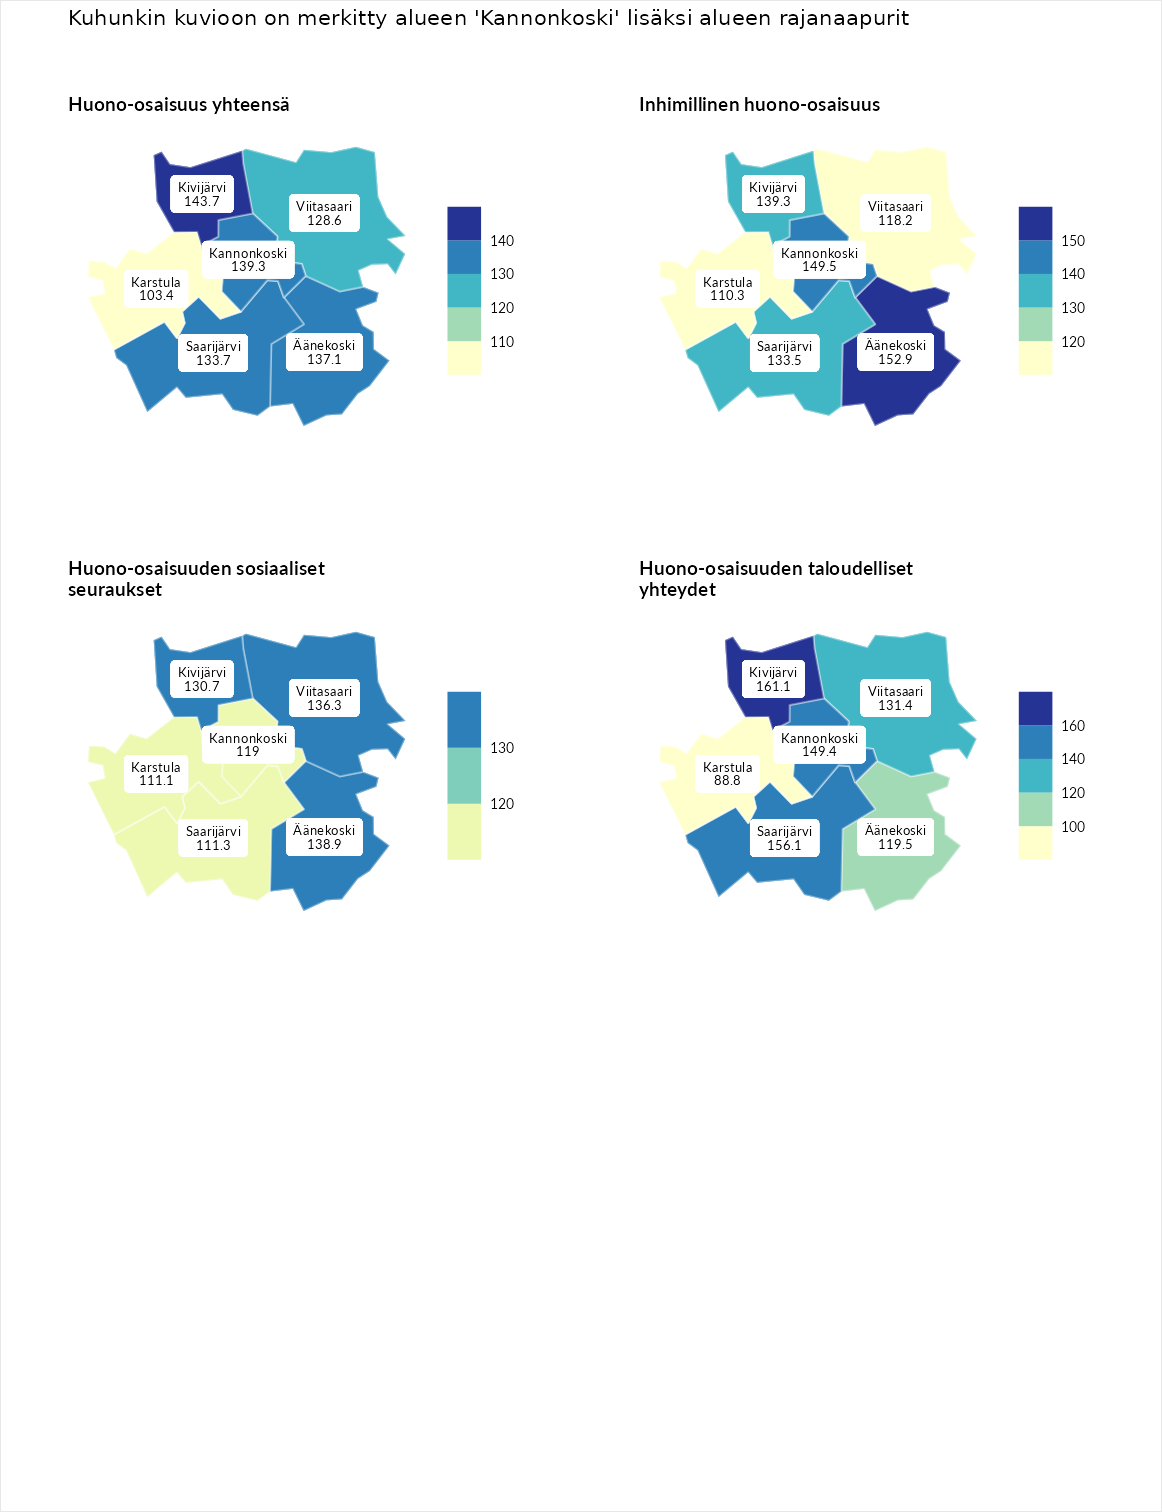 Kuhunkin kuvioon on merkitty alueen 'Kannonkoski' lisäksi alueen rajanaapurit
Huono-osaisuus yhteensä
Kivijärvi
143.7
Viitasaari
128.6
Kannonkoski
139.3
Karstula
103.4
Saarijärvi
133.7
Äänekoski
137.1
140
130
120
110
Inhimillinen huono-osaisuus
Kivijärvi
139.3
Viitasaari
118.2
Kannonkoski
149.5
Karstula
110.3
Saarijärvi
133.5
Äänekoski
152.9
150
140
130
120
Huono-osaisuuden sosiaaliset
seuraukset
Kivijärvi
130.7
Viitasaari
136.3
Kannonkoski
119
Karstula
111.1
Saarijärvi
111.3
Äänekoski
138.9
130
120
Huono-osaisuuden taloudelliset
yhteydet
Kivijärvi
161.1
Viitasaari
131.4
Kannonkoski
149.4
Karstula
88.8
Saarijärvi
156.1
Äänekoski
119.5
160
140
120
100